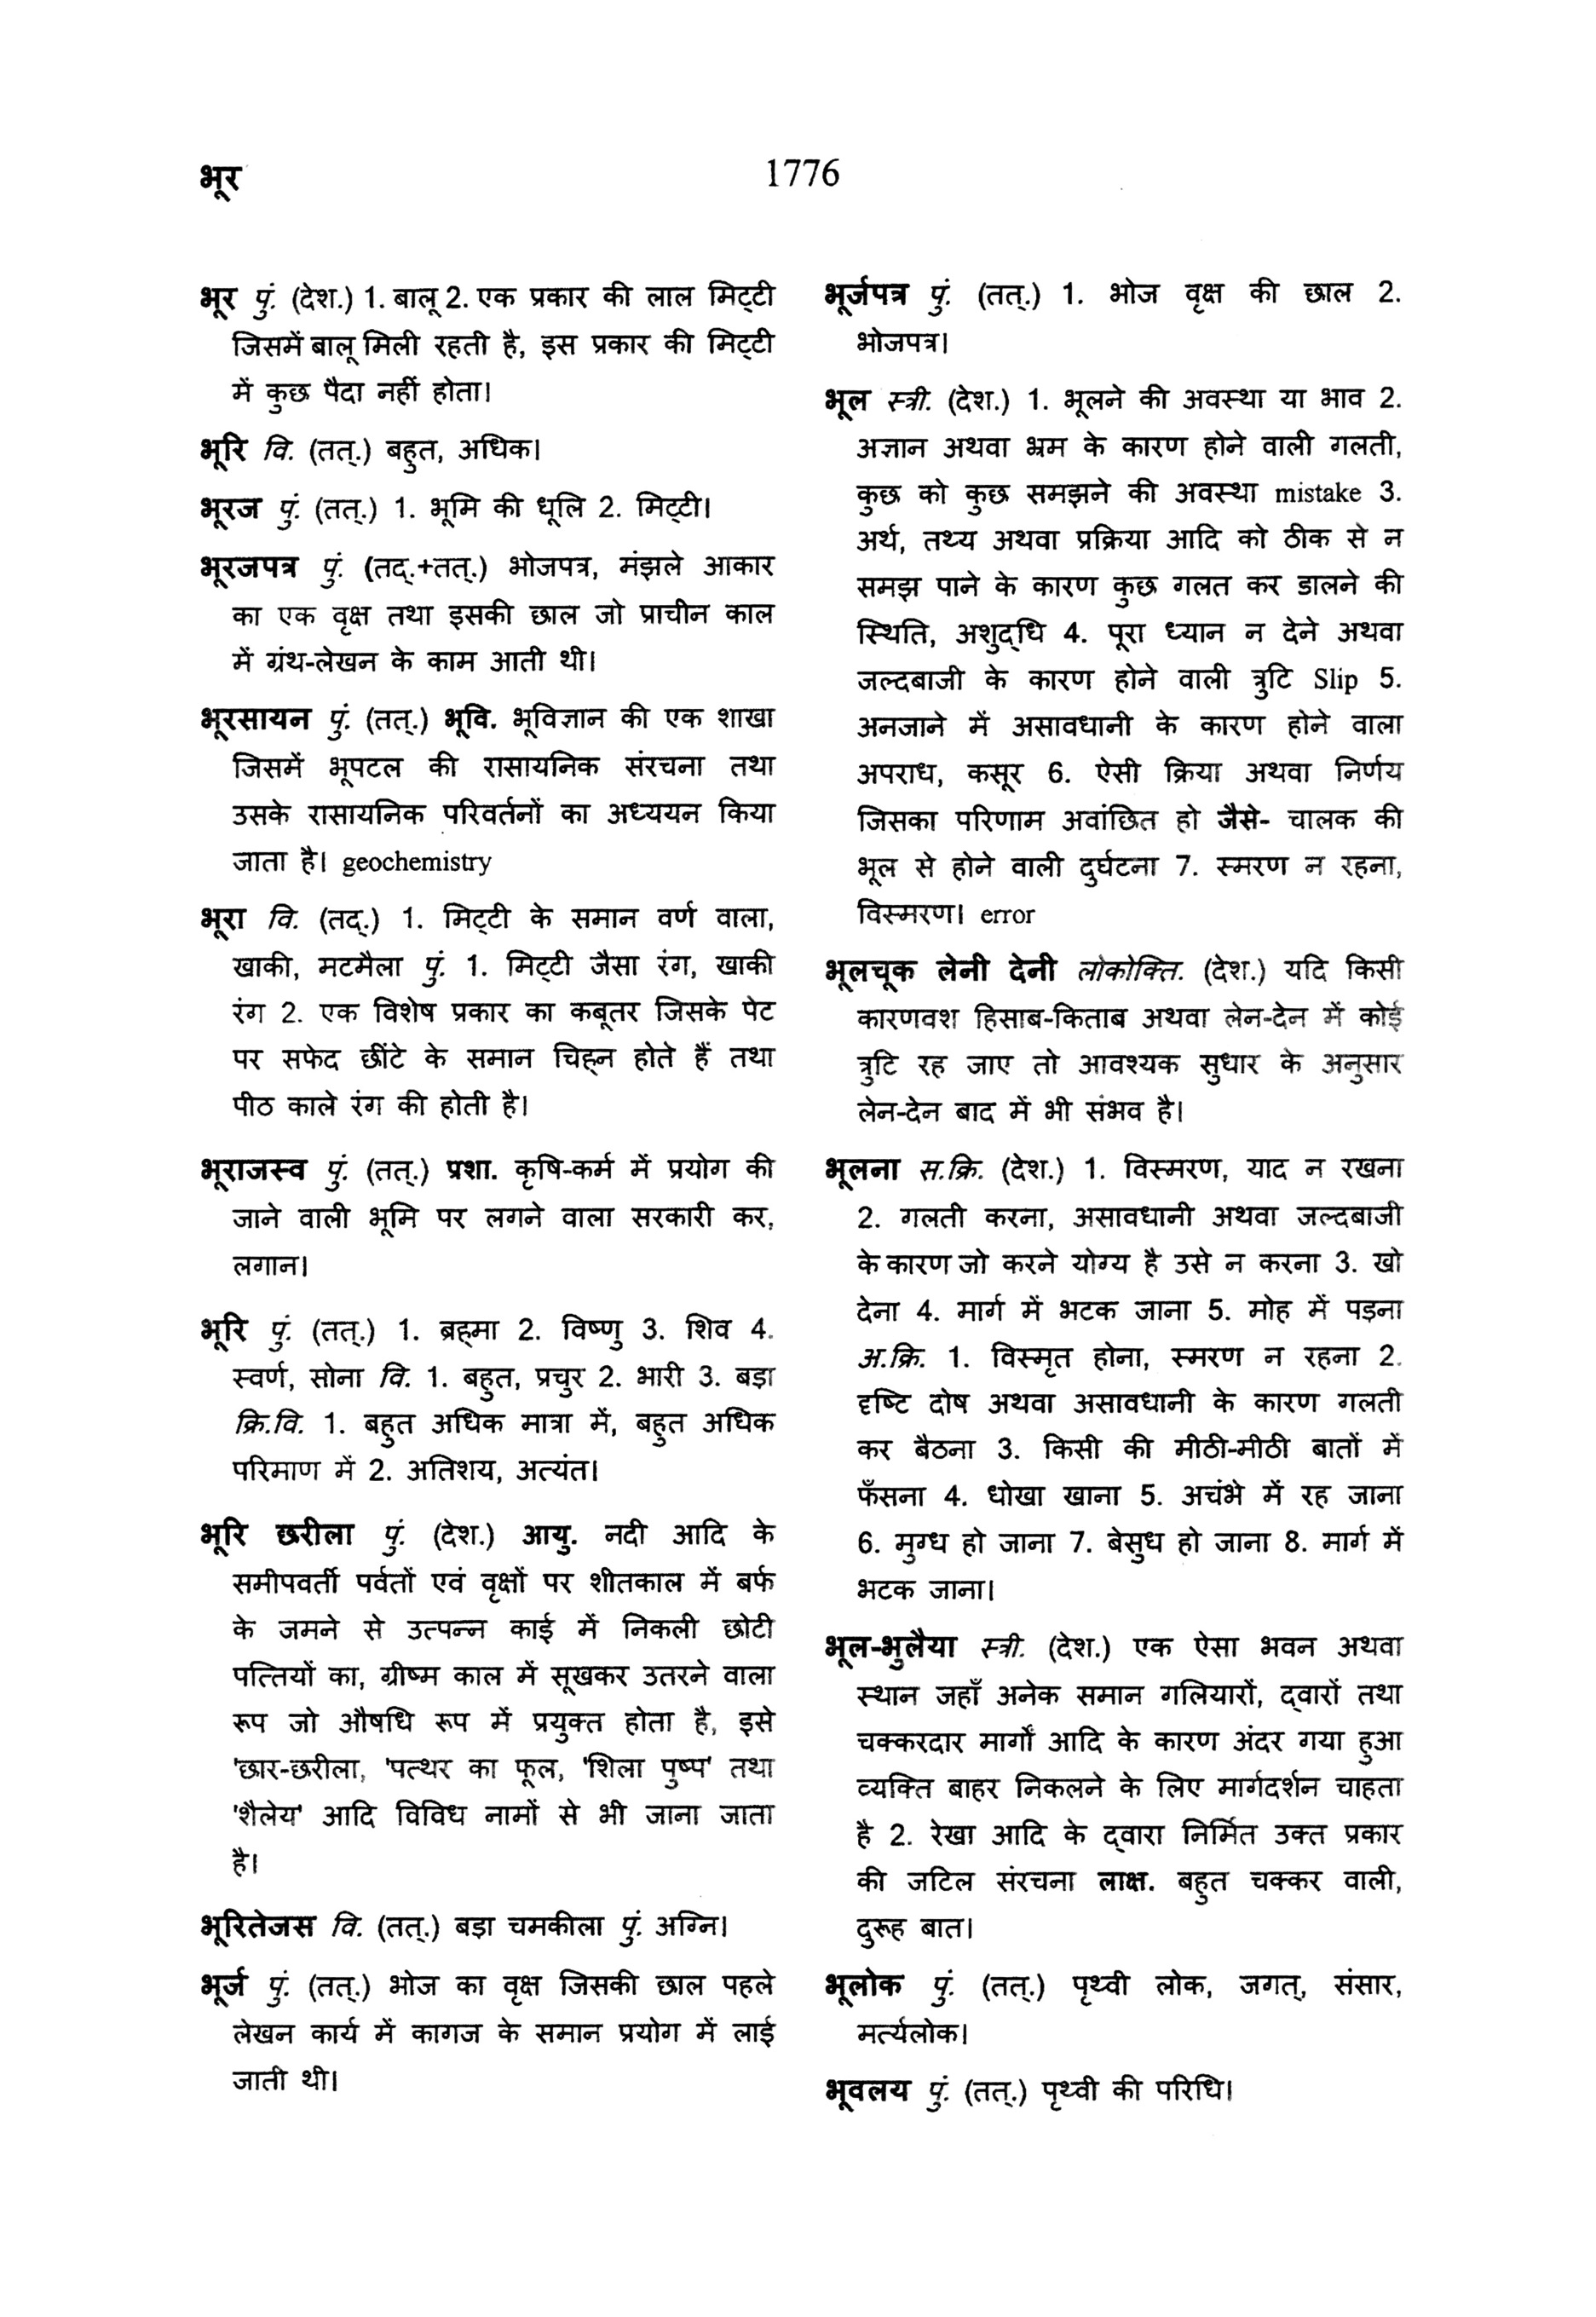 भूर
1776
भूर पुं. (देश.) 1. बालू 2. एक प्रकार की लाल मिट्‌टी
जिसमें बालू मिली रहती है, इस प्रकार की मिट्‌टी
में कुछ पैदा नहीं होता।
भूरि वि. (तत्.) बहुत, अधिक।
भूरज पुं. (तत्.) 1. भूमि की धूलि 2. मिट्‌टी।
भूरजपत्र पुं. (तद्.+तत्.) भोजपत्र, मंझले आकार
का एक वृक्ष तथा इसकी छाल जो प्राचीन काल
में ग्रंथ-लेखन के काम आती थी।
भूरसायन पुं. (तत्.) भूवि. भूविज्ञान की एक शाखा
जिसमें भूपटल की रासायनिक संरचना तथा
उसके रासायनिक परिवर्तनों का अध्ययन किया
जाता है। geochemistry
भूरा वि. (तद्.) 1. मिट्‌टी के समान वर्ण वाला,
खाकी, मटमैला पुं. 1. मिट्‌टी जैसा रंग, खाकी
रंग 2. एक विशेष प्रकार का कबूतर जिसके पेट
पर सफेद छींटे के समान चिह्‌न होते हैं तथा
पीठ काले रंग की होती है।
भूराजस्व पुं. (तत्.) प्रशा. कृषि-कर्म में प्रयोग की
जाने वाली भूमि पर लगने वाला सरकारी कर,
लगान।
भूरि पुं. (तत्.) 1. ब्रह्‌मा 2. विष्णु 3. शिव 4.
स्वर्ण, सोना वि. 1. बहुत, प्रचुर 2. भारी 3. बड़ा
क्रि.वि. 1. बहुत अधिक मात्रा में, बहुत अधिक
परिमाण में 2. अतिशय, अत्यंत।
भूरि छरीला पुं. (देश.) आयु. नदी आदि के
समीपवर्ती पर्वतों एवं वृक्षों पर शीतकाल में बर्फ
के जमने से उत्पन्न काई में निकली छोटी
पत्तियों का, ग्रीष्म काल में सूखकर उतरने वाला
रूप जो औषधि रूप में प्रयुक्त होता है, इसे
'छार-छरीला, 'पत्थर का फूल, 'शिला पुष्प' तथा
'शैलेय' आदि विविध नामों से भी जाना जाता
है।
भूरितेजस वि. (तत्.) बड़ा चमकीला पुं. अग्नि।
भूर्ज पुं. (तत्.) भोज का वृक्ष जिसकी छाल पहले
लेखन कार्य में कागज के समान प्रयोग में लाई
जाती थी।
भूर्जपत्र पुं. (तत्.) 1. भोज वृक्ष की छाल 2.
भोजपत्र।
भूल स्त्री. (देश.) 1. भूलने की अवस्था या भाव 2.
अज्ञान अथवा भ्रम के कारण होने वाली गलती,
कुछ को कुछ समझने की अवस्था mistake 3.
अर्थ, तथ्य अथवा प्रक्रिया आदि को ठीक से न
समझ पाने के कारण कुछ गलत कर डालने की
स्थिति, अशुद्‌धि 4. पूरा ध्यान न देने अथवा
जल्दबाजी के कारण होने वाली त्रुटि Slip 5.
अनजाने में असावधानी के कारण होने वाला
अपराध, कसूर 6. ऐसी क्रिया अथवा निर्णय
जिसका परिणाम अवांछित हो जैसे- चालक की
भूल से होने वाली दुर्घटना 7. स्मरण न रहना,
विस्मरण। error
भूलचूक लेनी देनी लोकोक्ति. (देश.) यदि किसी
कारणवश हिसाब-किताब अथवा लेन-देन में कोई
त्रुटि रह जाए तो आवश्यक सुधार के अनुसार
लेन-देन बाद में भी संभव है।
भूलना स.क्रि. (देश.) 1. विस्मरण, याद न रखना
2. गलती करना, असावधानी अथवा जल्दबाजी
के कारण जो करने योग्य है उसे न करना 3. खो
देना 4. मार्ग में भटक जाना 5. मोह में पड़ना
अ.क्रि. 1. विस्मृत होना, स्मरण न रहना 2.
दृष्टि दोष अथवा असावधानी के कारण गलती
कर बैठना 3. किसी की मीठी-मीठी बातों में
फँसना 4. धोखा खाना 5. अचंभे में रह जाना
6. मुग्ध हो जाना 7. बेसुध हो जाना 8. मार्ग में
भटक जाना।
भूल-भुलैया स्त्री. (देश.) एक ऐसा भवन अथवा
स्थान जहाँ अनेक समान गलियारों, द्‌वारों तथा
चक्करदार मार्गों आदि के कारण अंदर गया हुआ
व्यक्ति बाहर निकलने के लिए मार्गदर्शन चाहता
है 2. रेखा आदि के द्‌वारा निर्मित उक्त प्रकार
की जटिल संरचना लाक्ष. बहुत चक्कर वाली,
दुरूह बात।
भूलोक पुं. (तत्.) पृथ्वी लोक, जगत्, संसार,
मर्त्यलोक।
भूवलय पुं. (तत्.) पृथ्वी की परिधि।